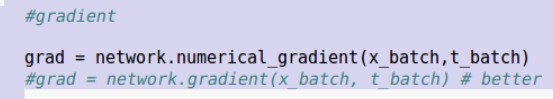 #gradient
grad = network.numerical_gradient(x_batch,t_batch)
#grad = network.gradient(x_batch, t_batch) # better